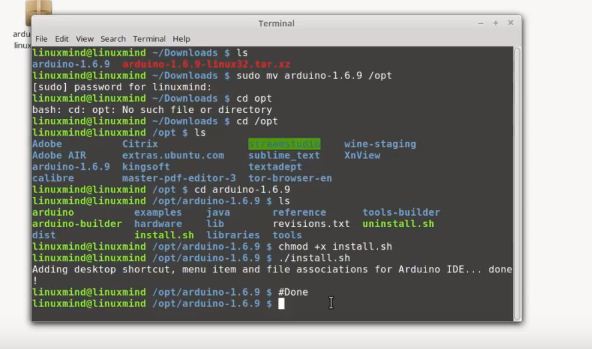 ardu
linux
Terminal
File Edit View Search Terminal Help
linuxmind@linuxmind ~/Downloads $ ls
arduino-1.6.9 arduino-1.6.9-linux32.tar.xz
linuxmind@linuxmind ~/Downloads $ sudo mv arduino-1.6.9 /opt
[sudo] password for linuxmind:
linuxmind@linuxmind ~/Downloads $ cd opt
bash: cd: opt: No such file or directory
linuxmind@linuxmind ~/Downloads $ cd /opt
linuxmind@linuxmind /opt $ ls
Adobe Citrix streamstudio wine-staging
Adobe AIR extras.ubuntu.com sublime_text XnView
arduino-1.6.9 kingsoft textadept
calibre master-pdf-editor-3 tor-browser-en
linuxmind@linuxmind /opt $ cd arduino-1.6.9
linuxmind@linuxmind /opt/arduino-1.6.9 $ ls
arduino examples java reference tools-builder
arduino-builder hardware lib revisions.txt uninstall.sh
dist install.sh libraries tools
linuxmind@linuxmind /opt/arduino-1.6.9 $ chmod +x install.sh
linuxmind@linuxmind /opt/arduino-1.6.9 $ ./install.sh
Adding desktop shortcut, menu item and file associations for Arduino IDE... done
!
linuxmind@linuxmind /opt/arduino-1.6.9 $ #Done
linuxmind@linuxmind /opt/arduino-1.6.9 $